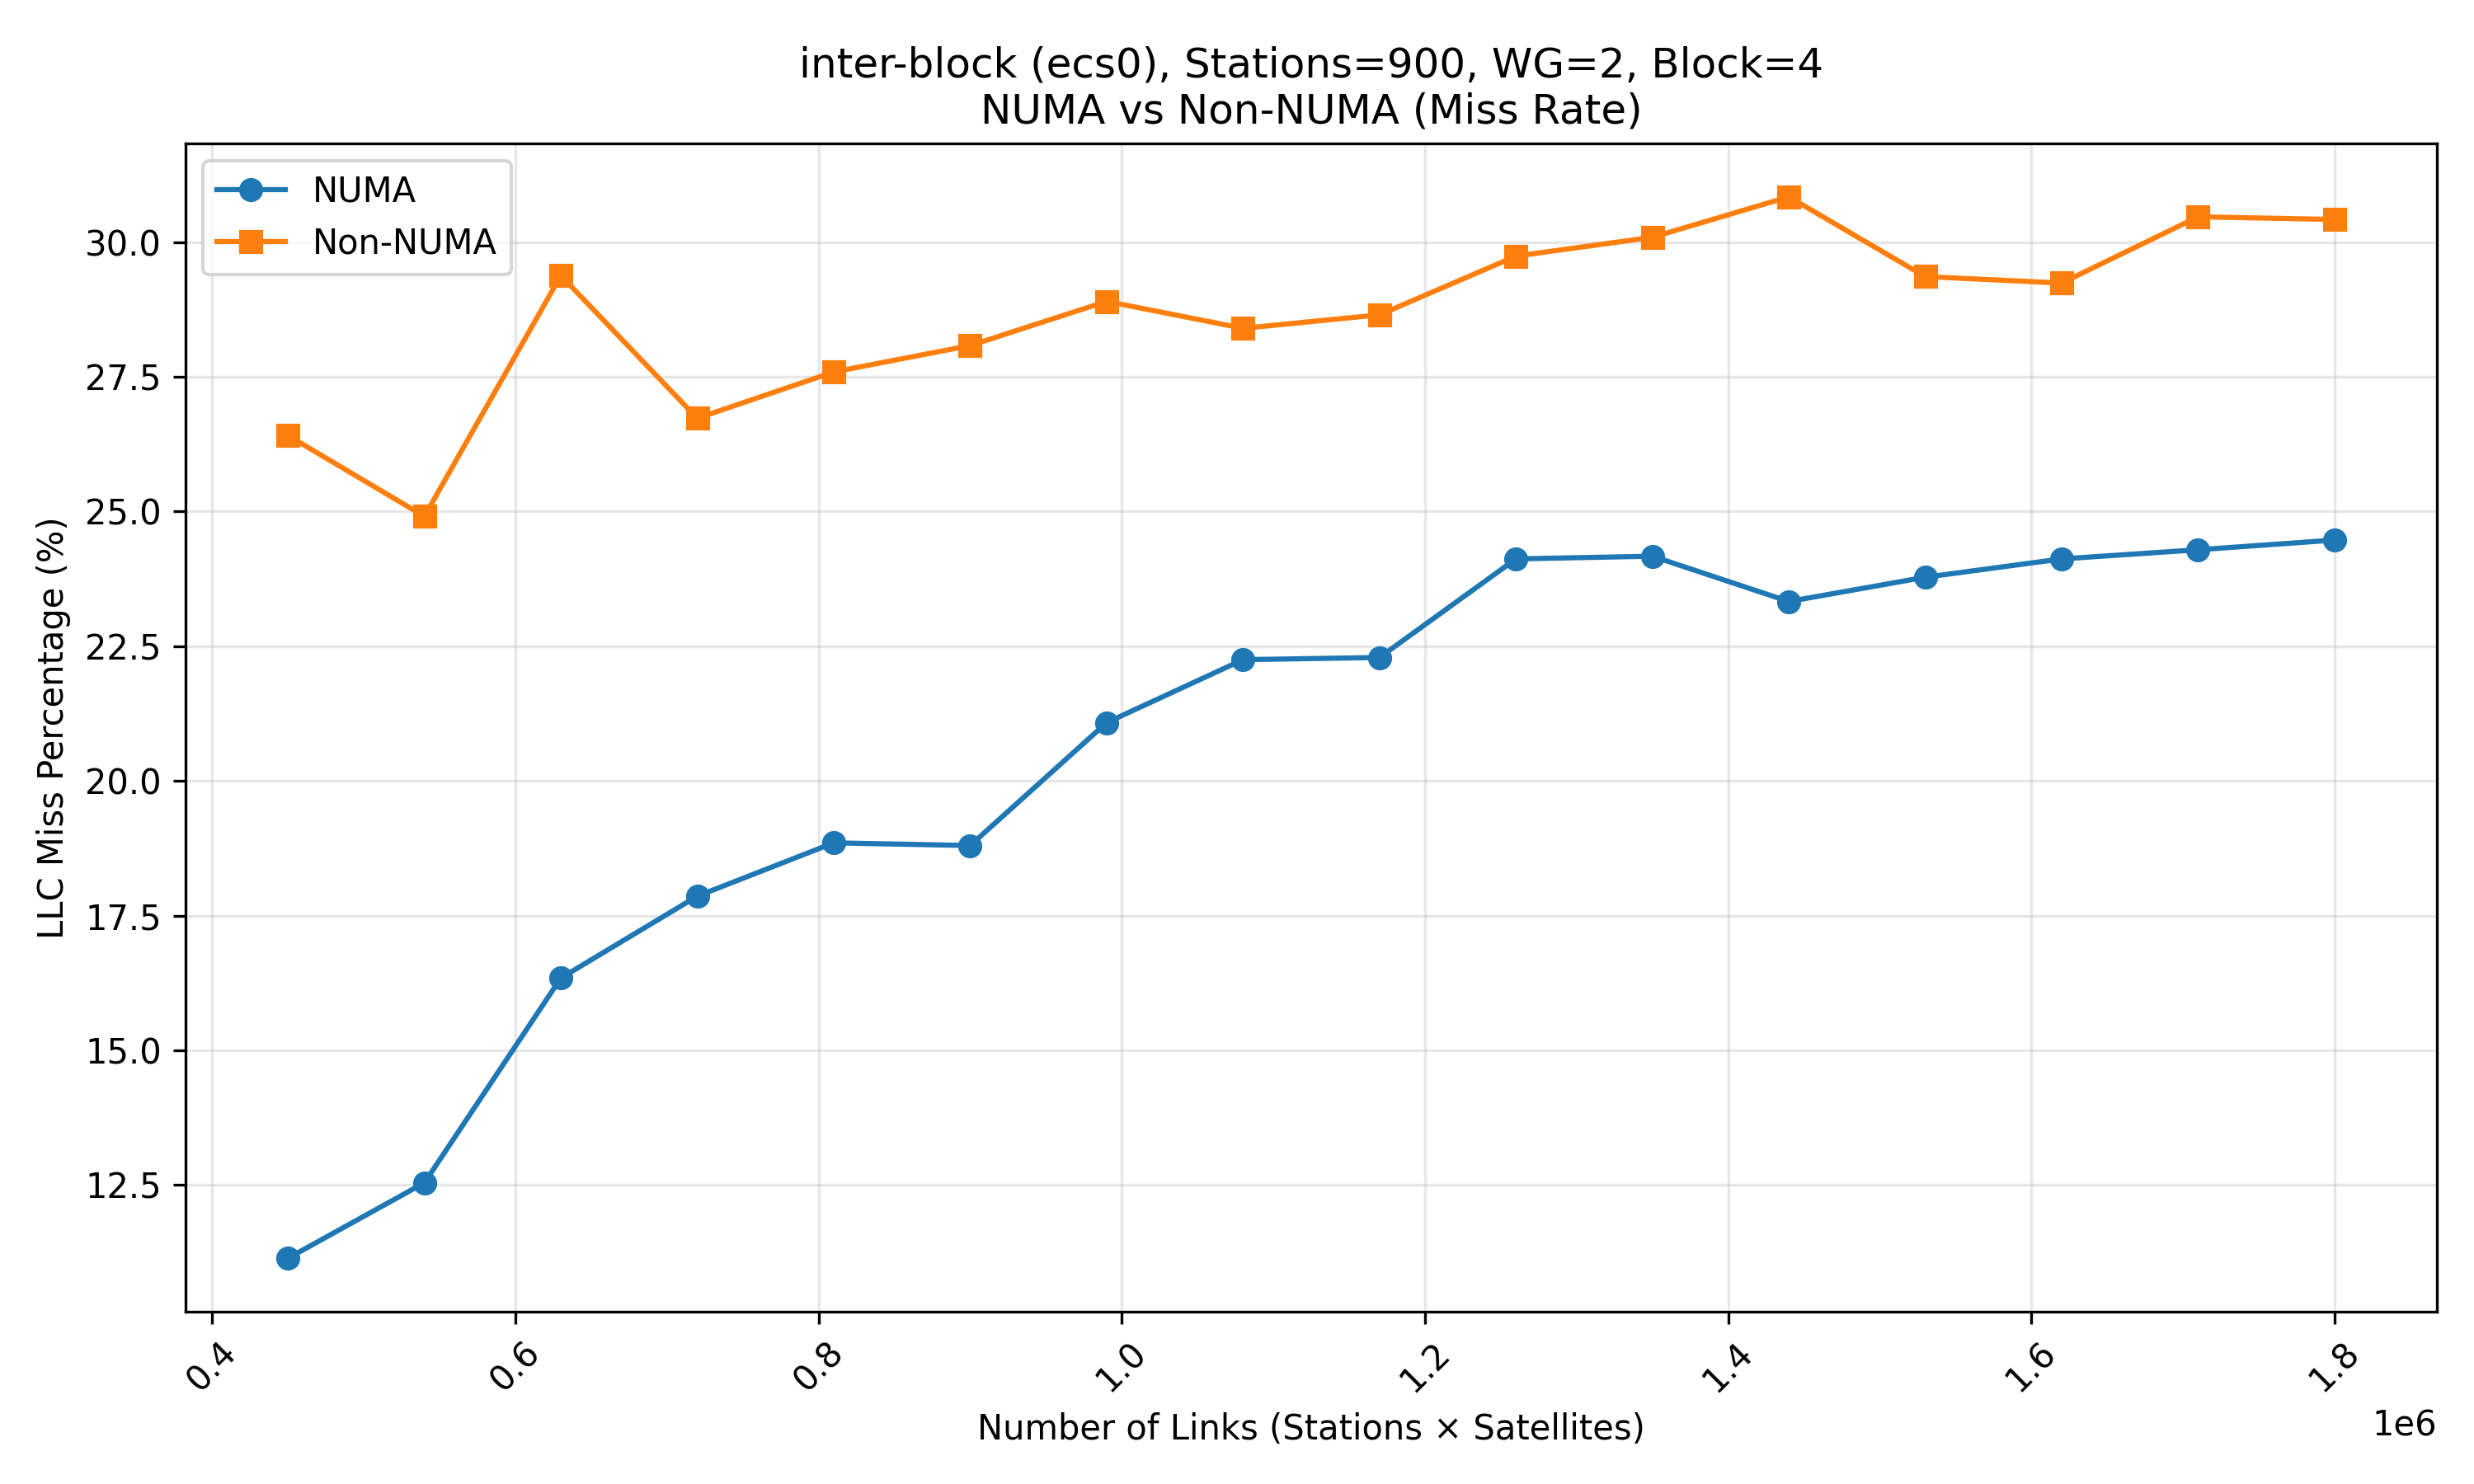 inter-block (ecs0), Stations=900, WG=2, Block=4
NUMA vs Non-NUMA (Miss Rate)
NUMA
Non-NUMA
LLC Miss Percentage (%)
30.0
27.5
25.0
22.5
20.0
17.5
15.0
12.5
0.4
0.6
0.8
1.0
1.2
1.4
1.6
1.8
1e6
Number of Links (Stations × Satellites)